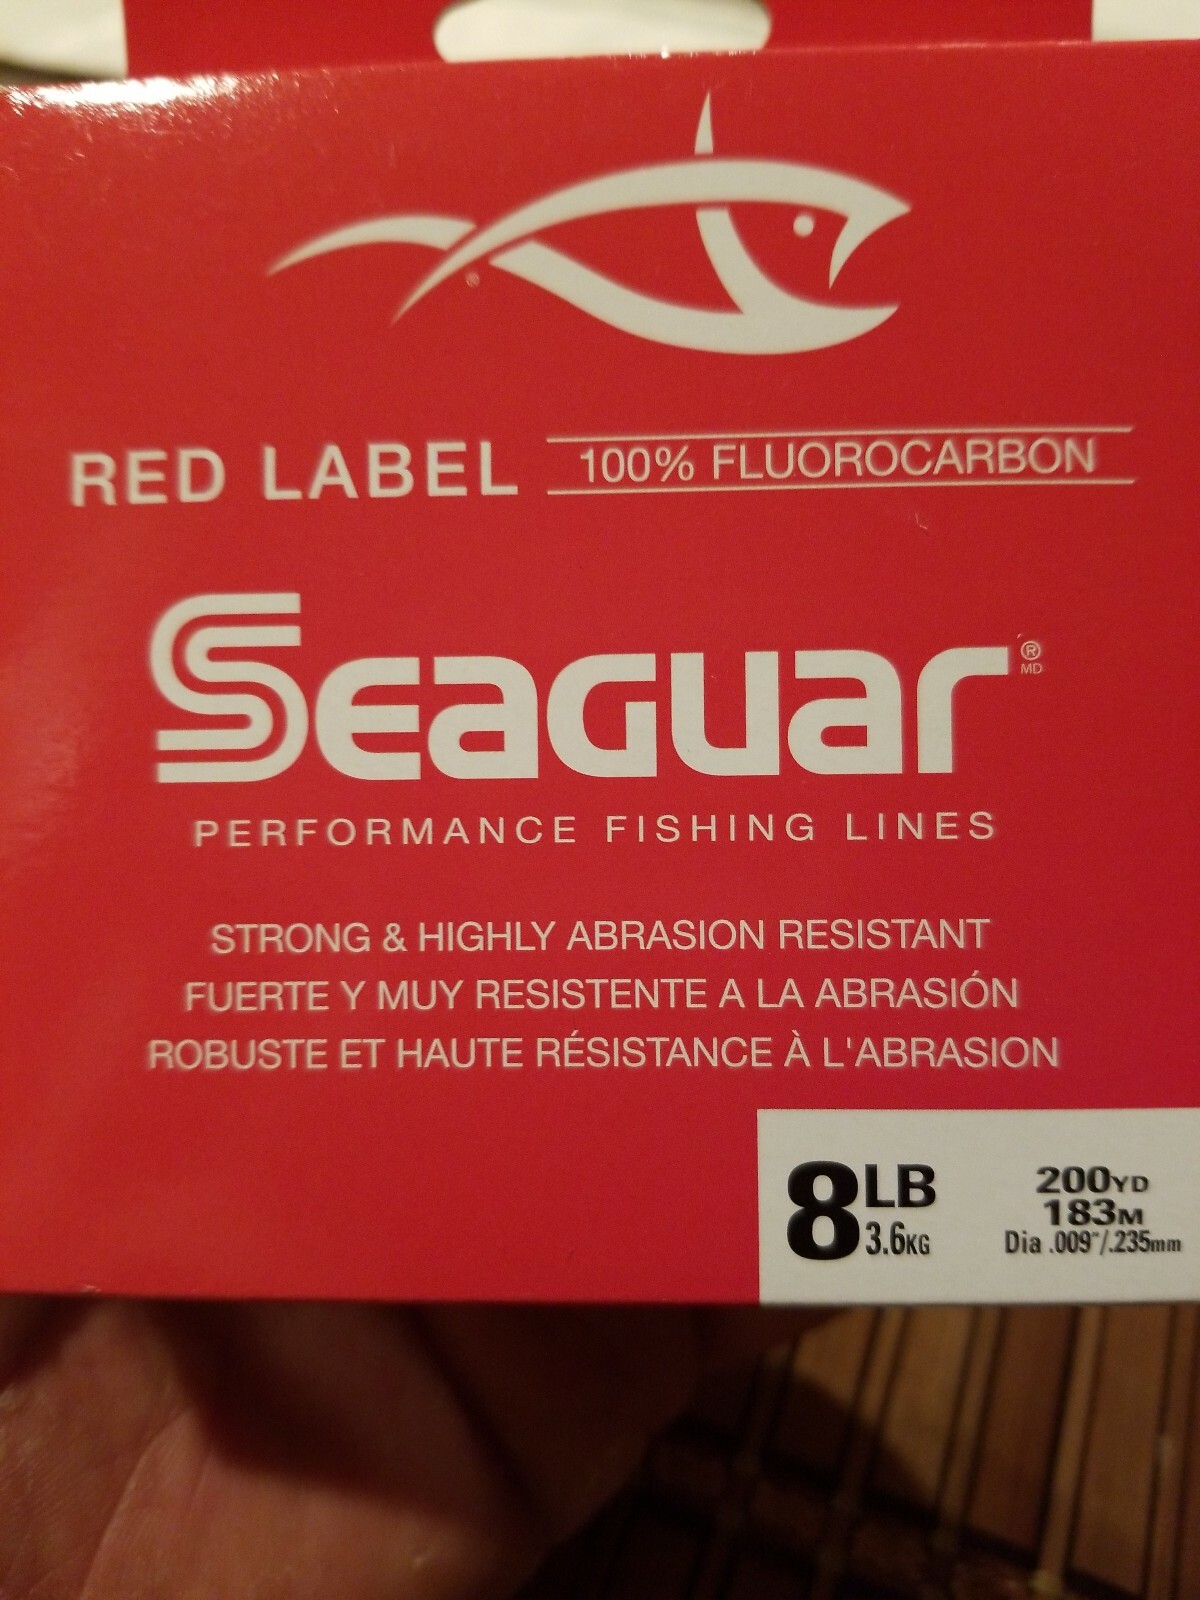 RED LABEL 100% FLUOROCARBON
SEAGUAR®
MD
PERFORMANCE FISHING LINES
STRONG & HIGHLY ABRASION RESISTANT
FUERTE Y MUY RESISTENTE A LA ABRASIÓN
ROBUSTE ET HAUTE RÉSISTANCE À L'ABRASION
8LB
3.6KG
200YD
183M
Dia .009"/.235mm